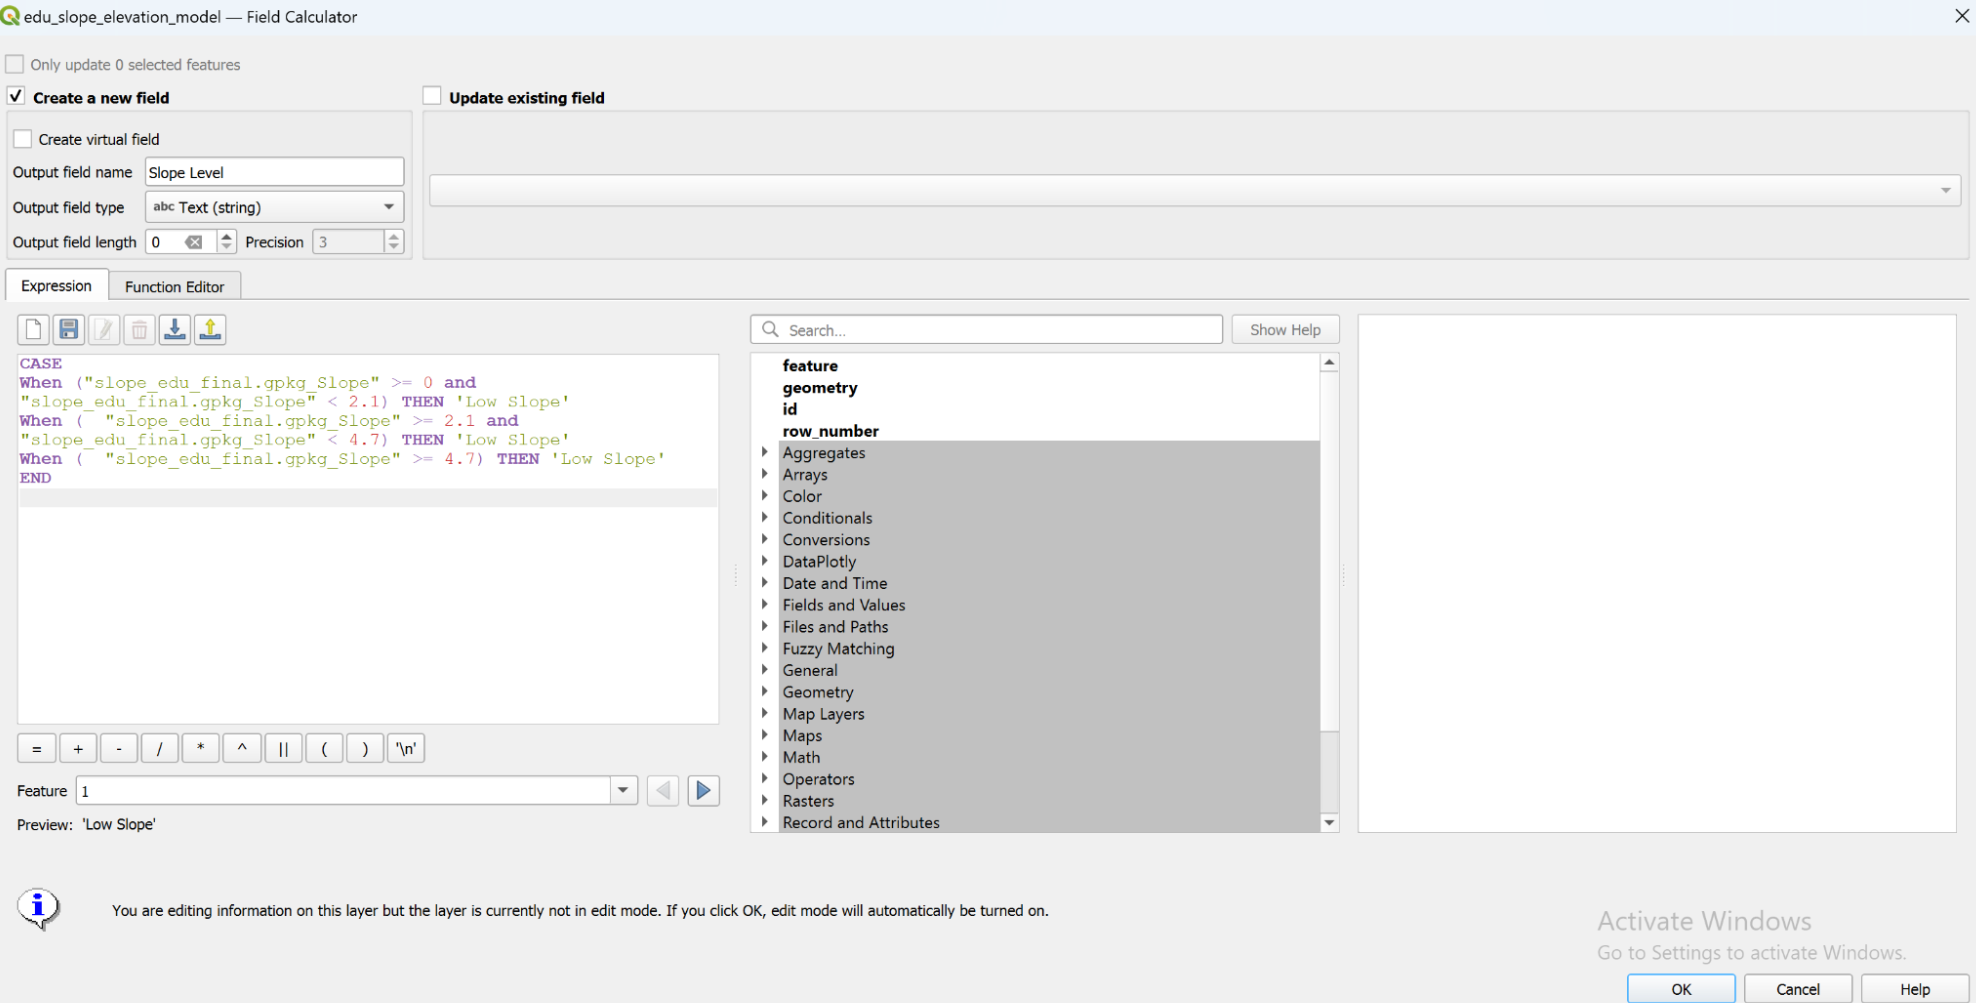 edu_slope_elevation_model — Field Calculator
Only update 0 selected features
Create a new field
Update existing field
Create virtual field
Output field name Slope Level
Output field type abc Text (string)
Output field length 0 Precision 3
Expression Function Editor
Search... Show Help
CASE
When ("slope_edu_final.gpkg_Slope" >= 0 and
"slope_edu_final.gpkg_Slope" < 2.1) THEN 'Low Slope'
When (  "slope_edu_final.gpkg_Slope" >= 2.1 and
"slope_edu_final.gpkg_Slope" < 4.7) THEN 'Low Slope'
When (  "slope_edu_final.gpkg_Slope" >= 4.7) THEN 'Low Slope'
END
feature
geometry
id
row_number
Aggregates
Arrays
Color
Conditionals
Conversions
DataPlotly
Date and Time
Fields and Values
Files and Paths
Fuzzy Matching
General
Geometry
Map Layers
Maps
Math
Operators
Rasters
Record and Attributes
= + - / * ^ || ( ) '\n'
Feature 1
Preview: 'Low Slope'
You are editing information on this layer but the layer is currently not in edit mode. If you click OK, edit mode will automatically be turned on.
Activate Windows
Go to Settings to activate Windows.
OK Cancel Help